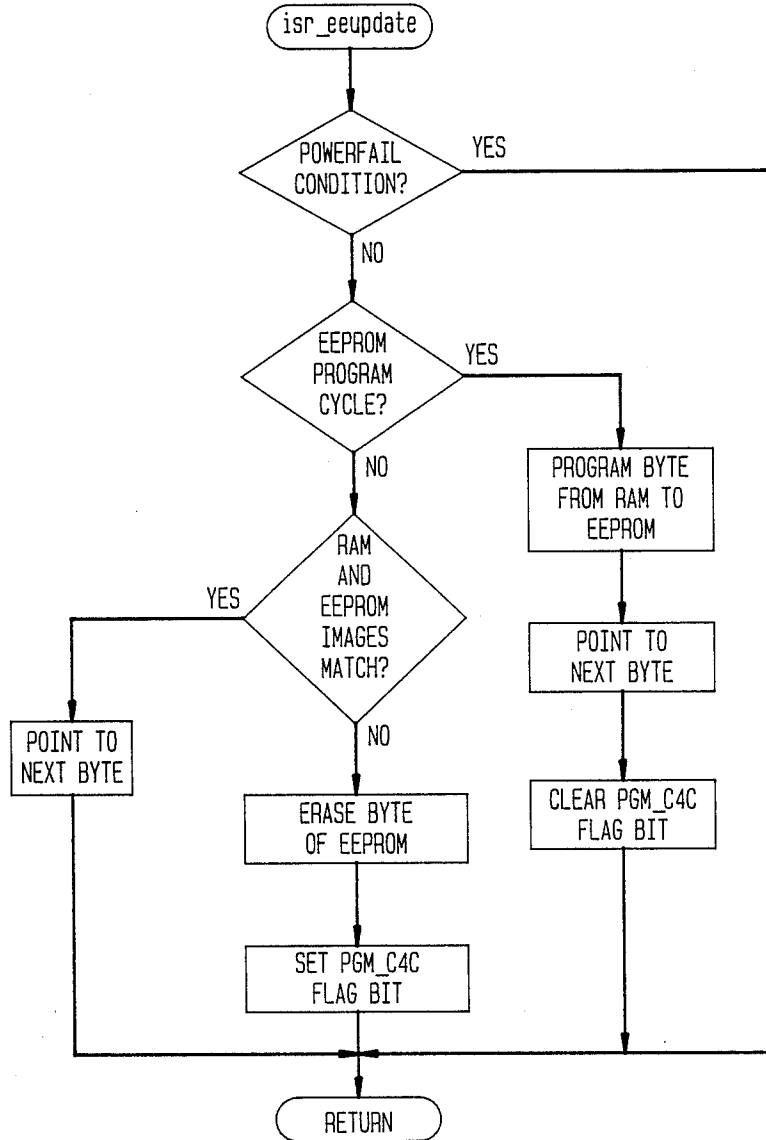 isr_eeupdate
POWERFAIL
CONDITION?
YES
NO
EEPROM
PROGRAM
CYCLE?
YES
NO
PROGRAM BYTE
FROM RAM TO
EEPROM
RAM
AND
EEPROM
IMAGES
MATCH?
YES
NO
POINT TO
NEXT BYTE
POINT TO
NEXT BYTE
ERASE BYTE
OF EEPROM
CLEAR PGM_C4C
FLAG BIT
SET PGM_C4C
FLAG BIT
RETURN